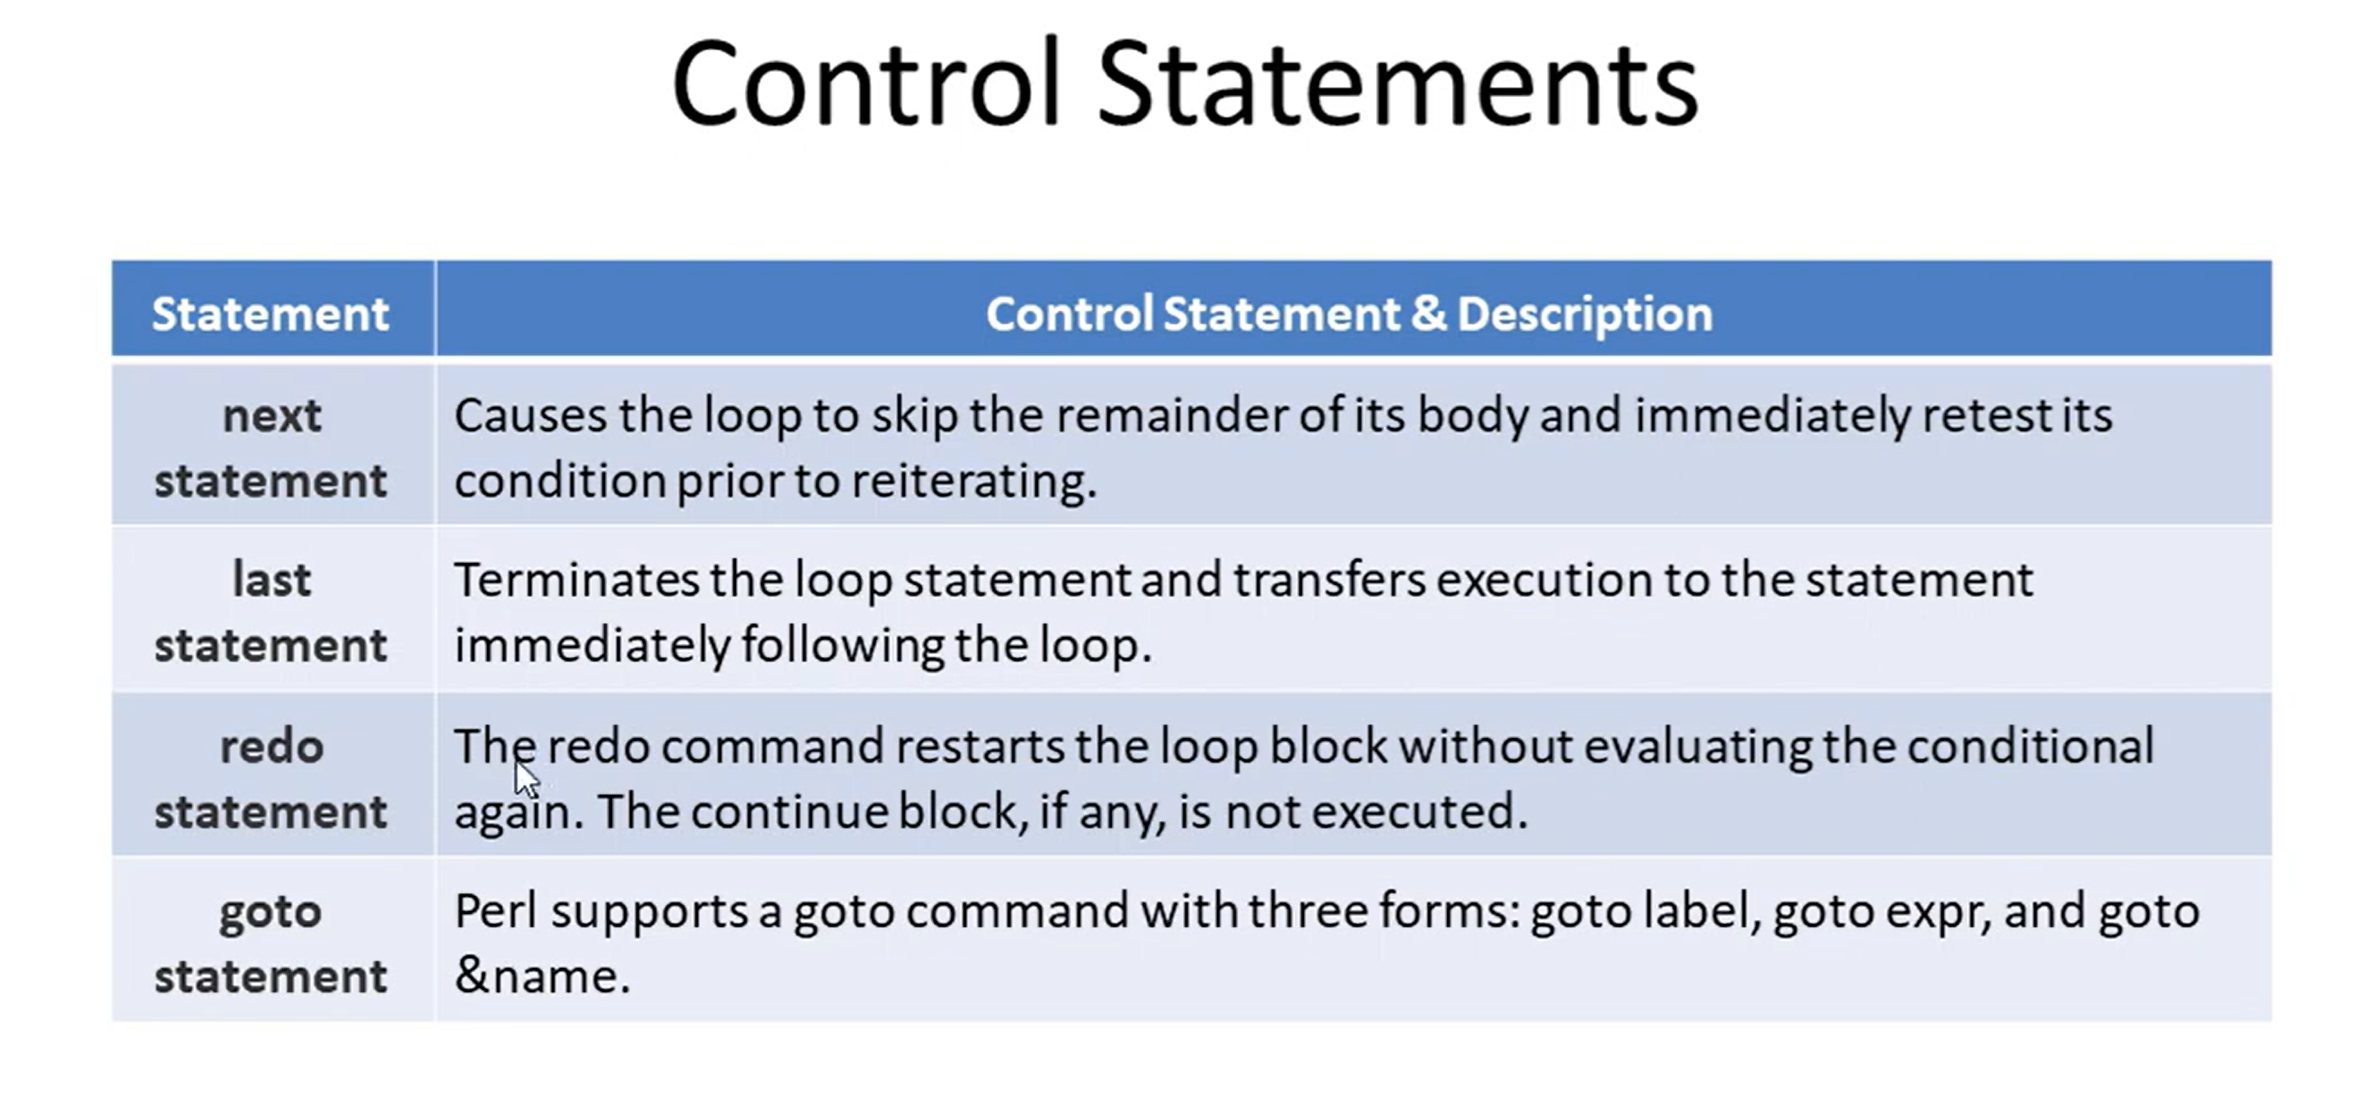 Control Statements
Statement
Control Statement & Description
next
statement
Causes the loop to skip the remainder of its body and immediately retest its
condition prior to reiterating.
last
statement
Terminates the loop statement and transfers execution to the statement
immediately following the loop.
redo
statement
The redo command restarts the loop block without evaluating the conditional
again. The continue block, if any, is not executed.
goto
statement
Perl supports a goto command with three forms: goto label, goto expr, and goto
&name.